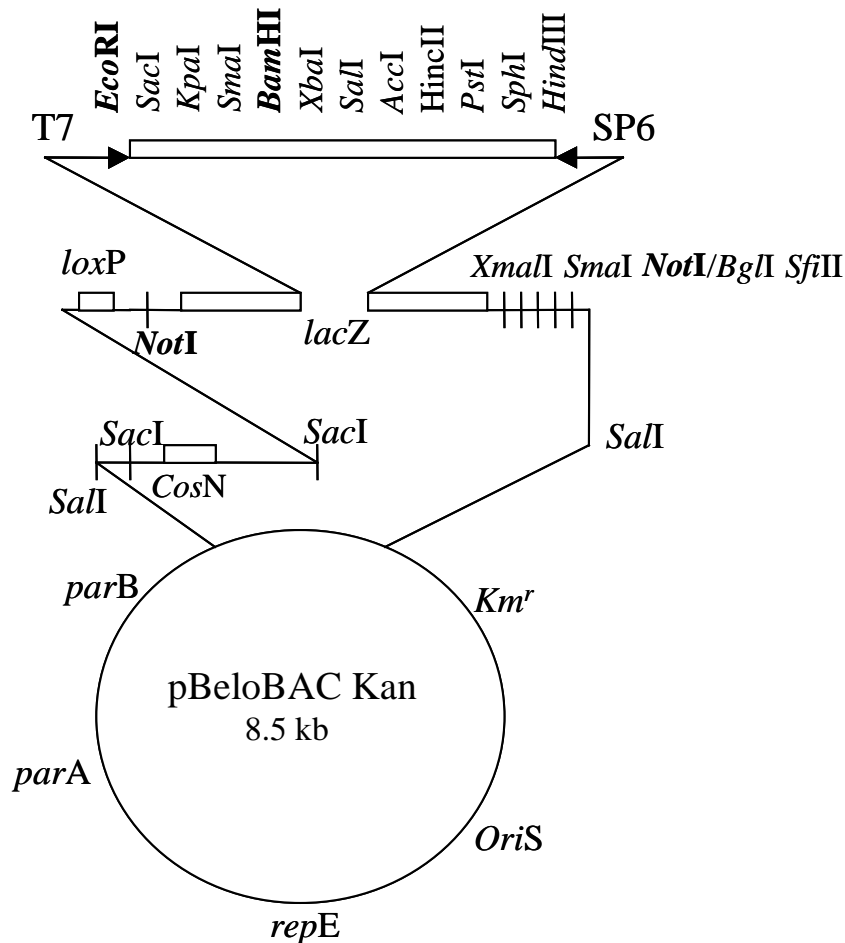 EcoRI
SacI
KpaI
SmaI
BamHI
XbaI
SalI
AccI
HincII
PstI
SphI
HindIII
T7
SP6
loxP
XmalI SmaI NotI/BglI SfiII
NotI
lacZ
SacI
SacI
SalI
CosN
SalI
parB
Kmr
pBeloBAC Kan
8.5 kb
parA
OriS
repE